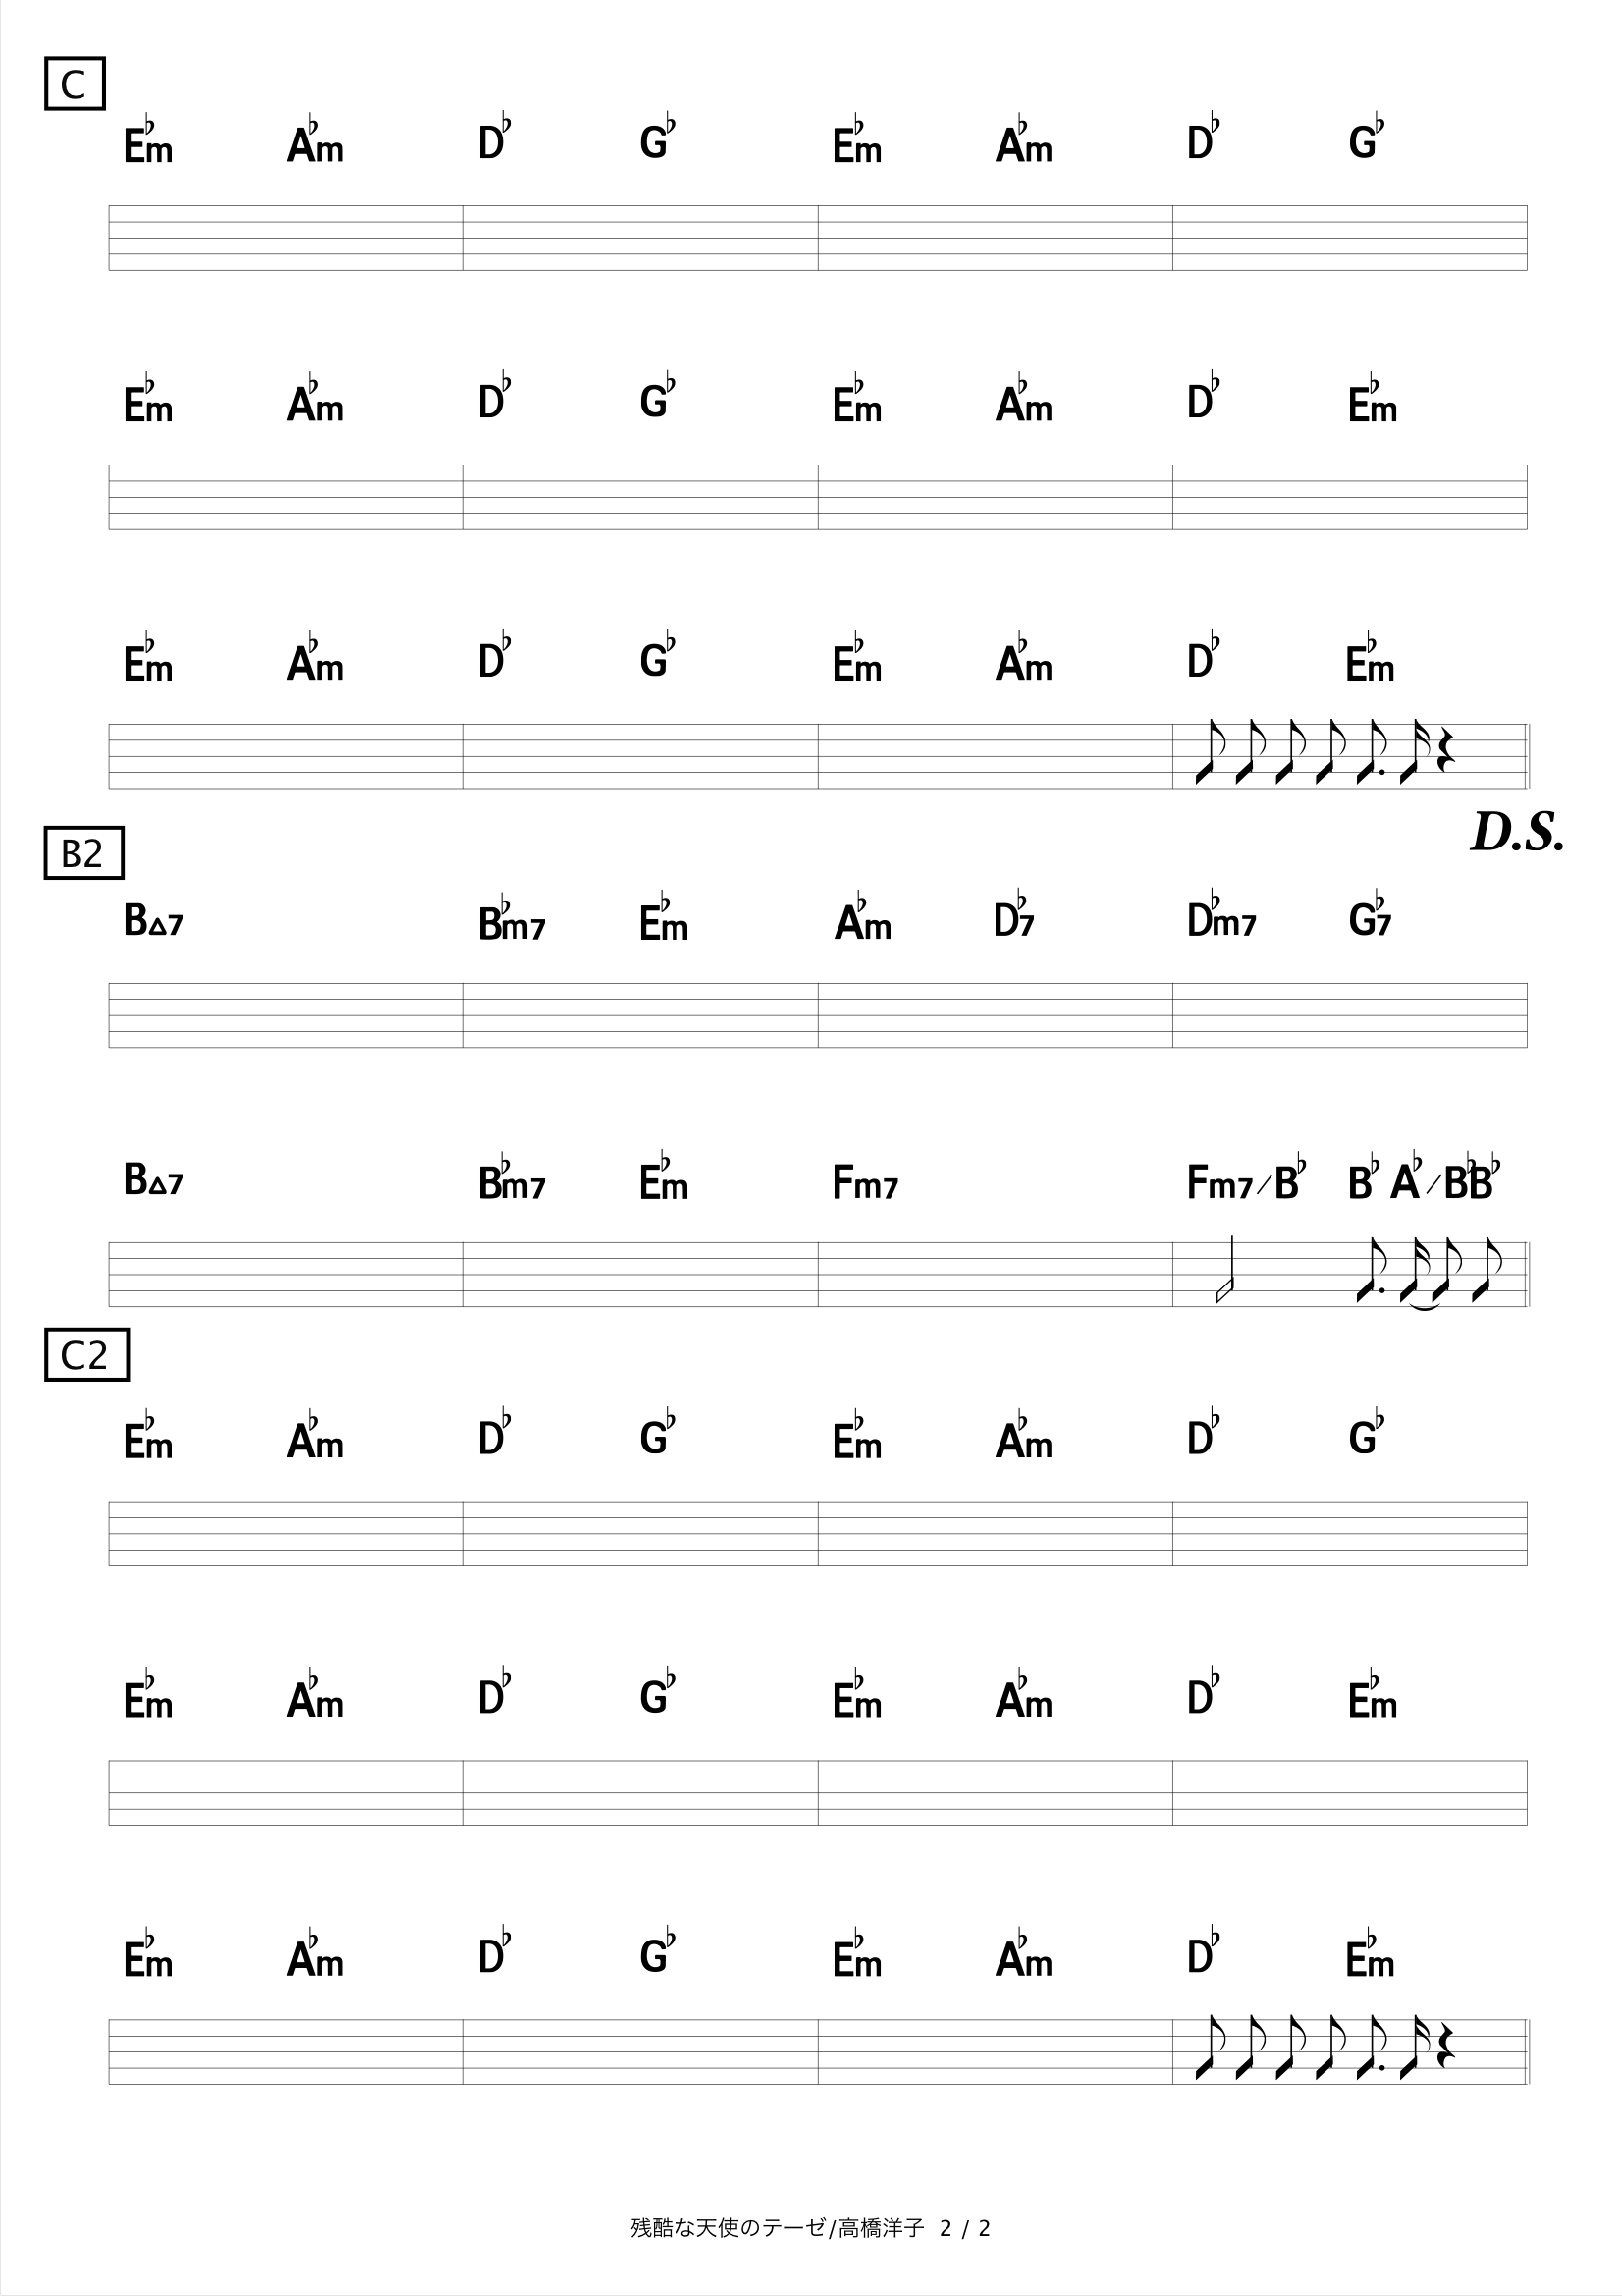 C
E♭m A♭m D♭ G♭ E♭m A♭m D♭ G♭
E♭m A♭m D♭ G♭ E♭m A♭m D♭ E♭m
E♭m A♭m D♭ G♭ E♭m A♭m D♭ E♭m
D.S.
B2
B△7 B♭m7 E♭m A♭m D♭7 D♭m7 G♭7
B△7 B♭m7 E♭m Fm7 Fm7/B♭ B♭ A♭/B♭ B♭
C2
E♭m A♭m D♭ G♭ E♭m A♭m D♭ G♭
E♭m A♭m D♭ G♭ E♭m A♭m D♭ E♭m
E♭m A♭m D♭ G♭ E♭m A♭m D♭ E♭m
残酷な天使のテーゼ/高橋洋子 2 / 2